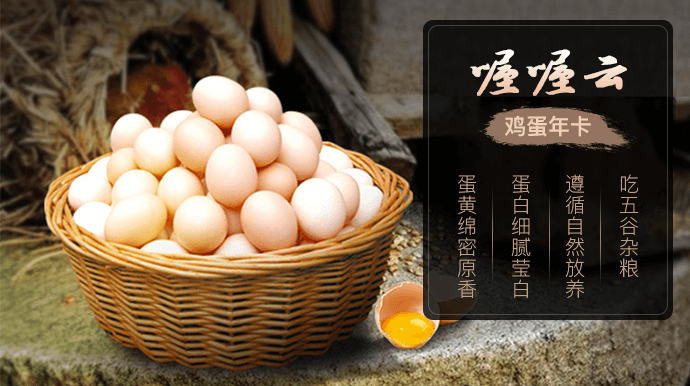 喔喔云
鸡蛋年卡
吃五谷杂粮
遵循自然放养
蛋白细腻莹白
蛋黄绵密原香